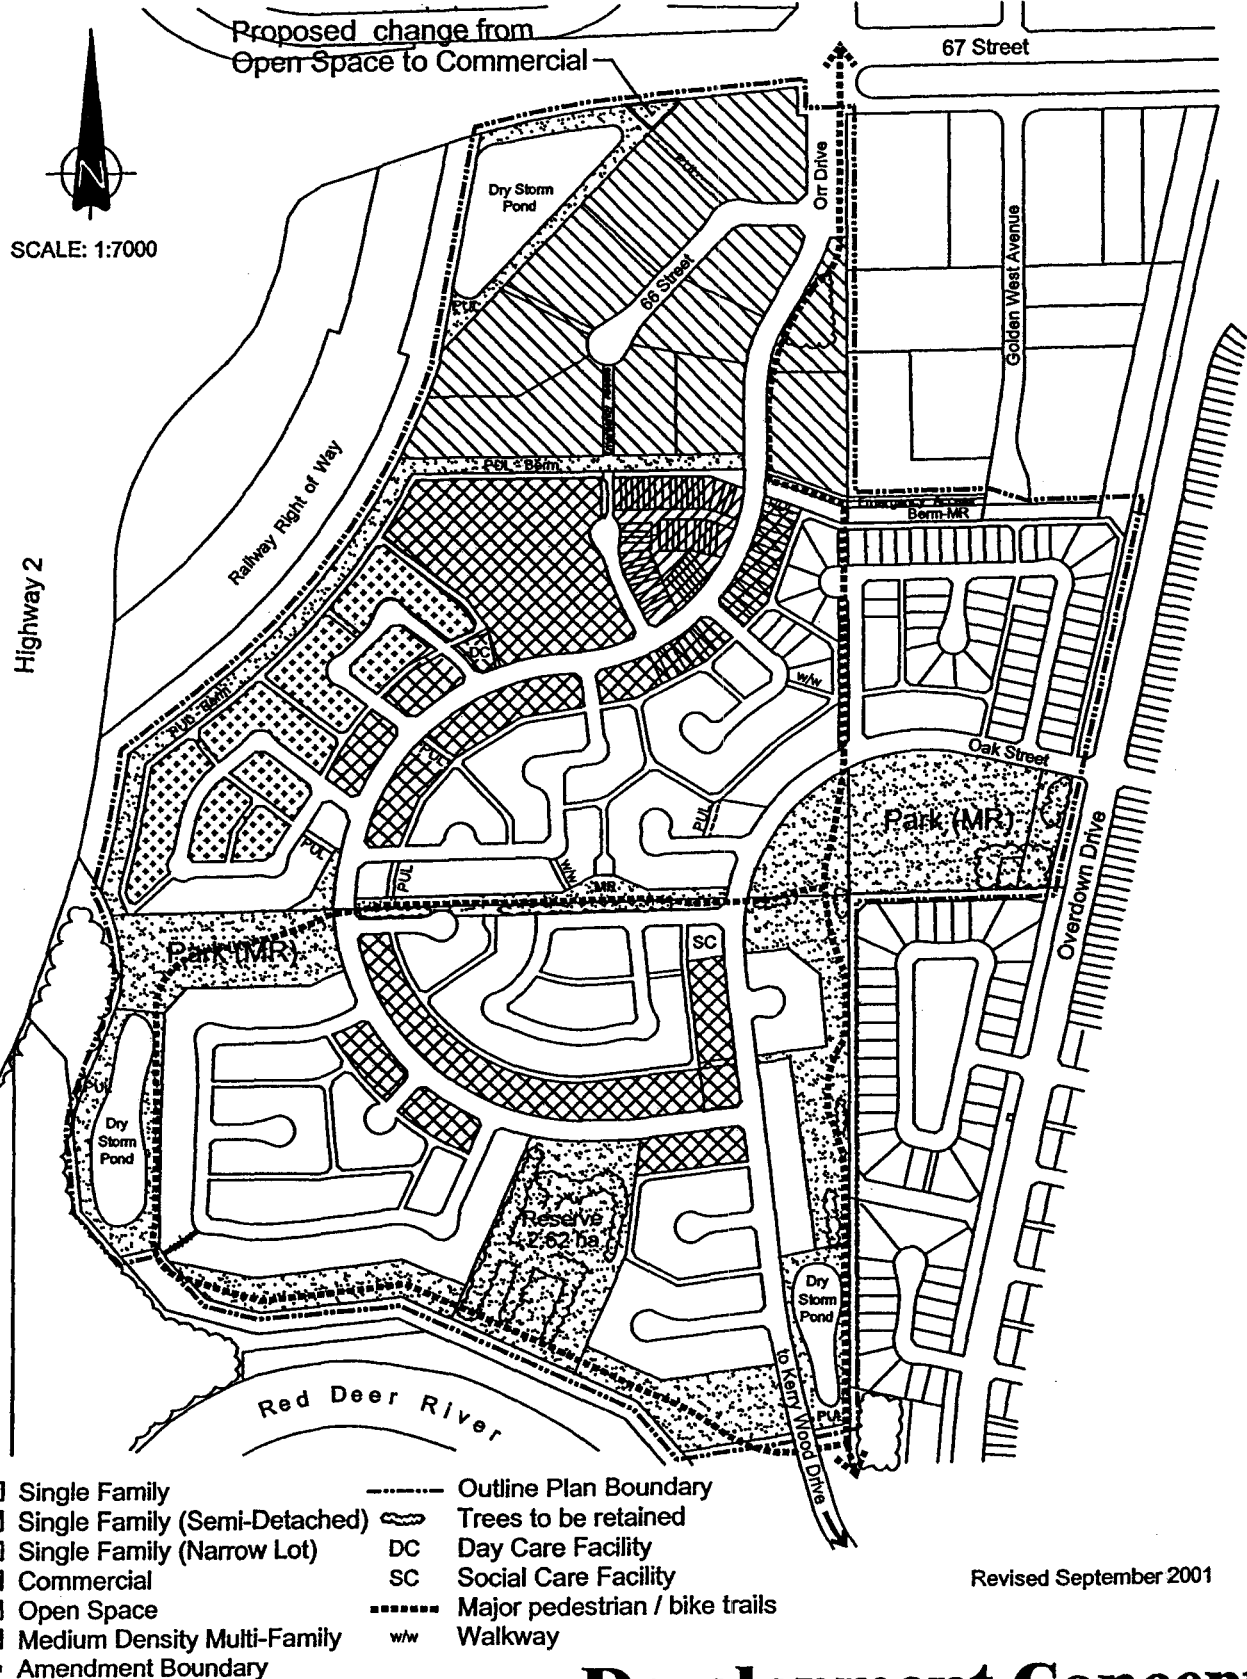 Proposed change from
Open Space to Commercial
67 Street
N
SCALE: 1:7000
Dry Storm
Pond
Orr Drive
PUL
66 Street
Golden West Avenue
PUL
Railway Right of Way
Highway 2
PUL - Berm
Emergency Access
Berm-MR
DC
w/w
PUL - Berm
PUL
Oak Street
PUL
Park (MR)
PUL
Overdown Drive
PUL
w/w
MR
Park (MR)
SC
PUL
Dry
Storm
Pond
Reserve
2.62 ha
Dry
Storm
Pond
to Kerry Wood Drive
PUL
Red Deer River
Single Family
Single Family (Semi-Detached)
Single Family (Narrow Lot)
Commercial
Open Space
Medium Density Multi-Family
Amendment Boundary
Outline Plan Boundary
Trees to be retained
DC Day Care Facility
SC Social Care Facility
Major pedestrian / bike trails
w/w Walkway
Revised September 2001
Development Concept